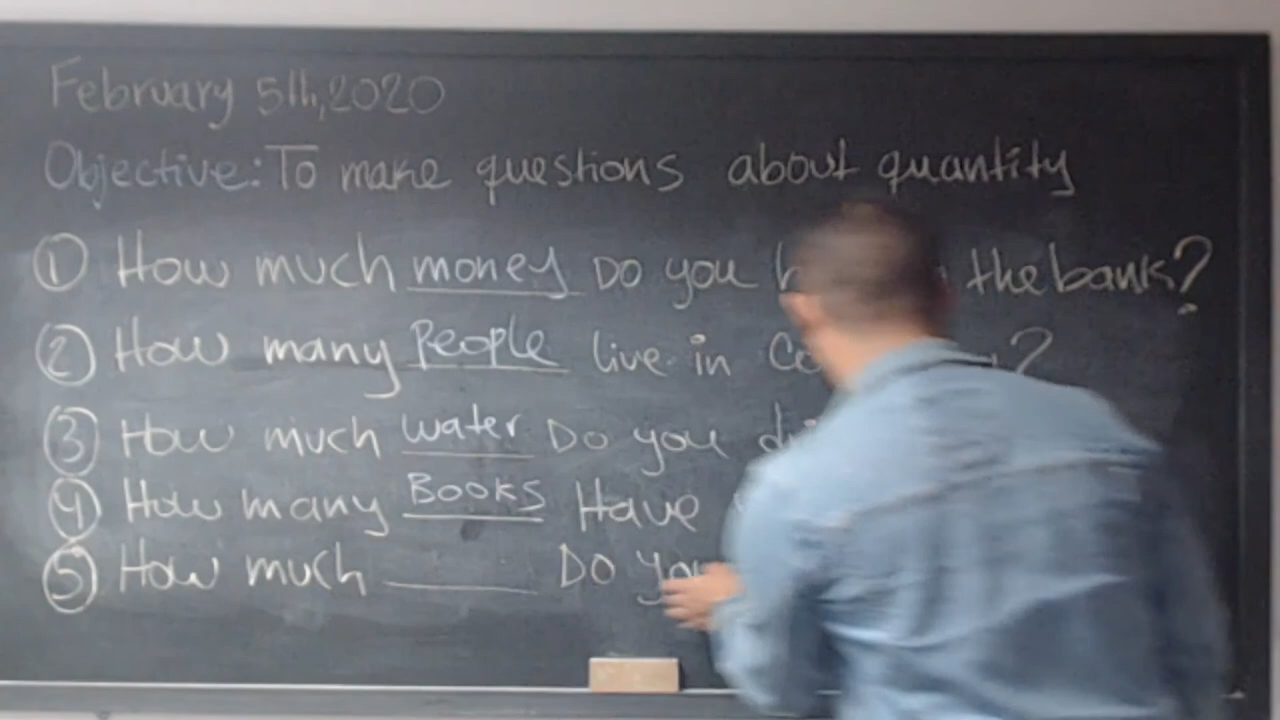 February 5th, 2020
Objective: To make questions about quantity
① How much money Do you the bank?
② How many People live in ?
③ How much water Do you
④ How many Books Have
⑤ How much ______ Do you